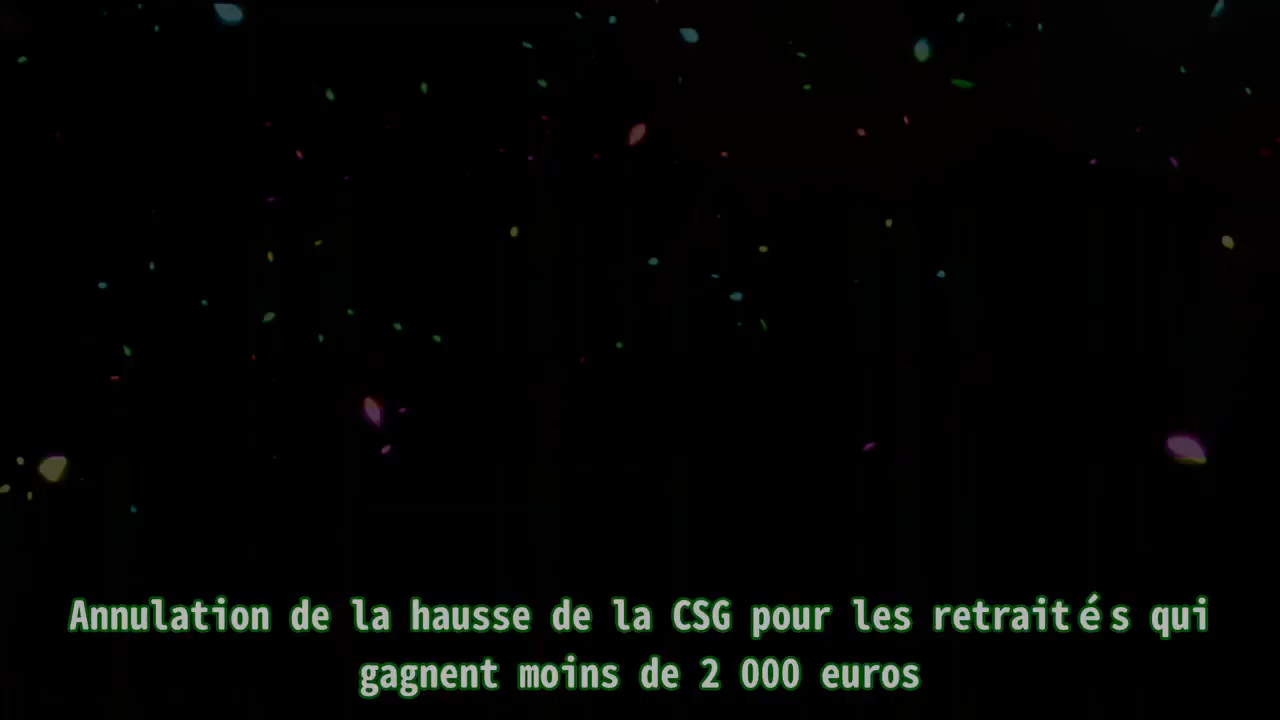 Annulation de la hausse de la CSG pour les retraités qui
gagnent moins de 2 000 euros